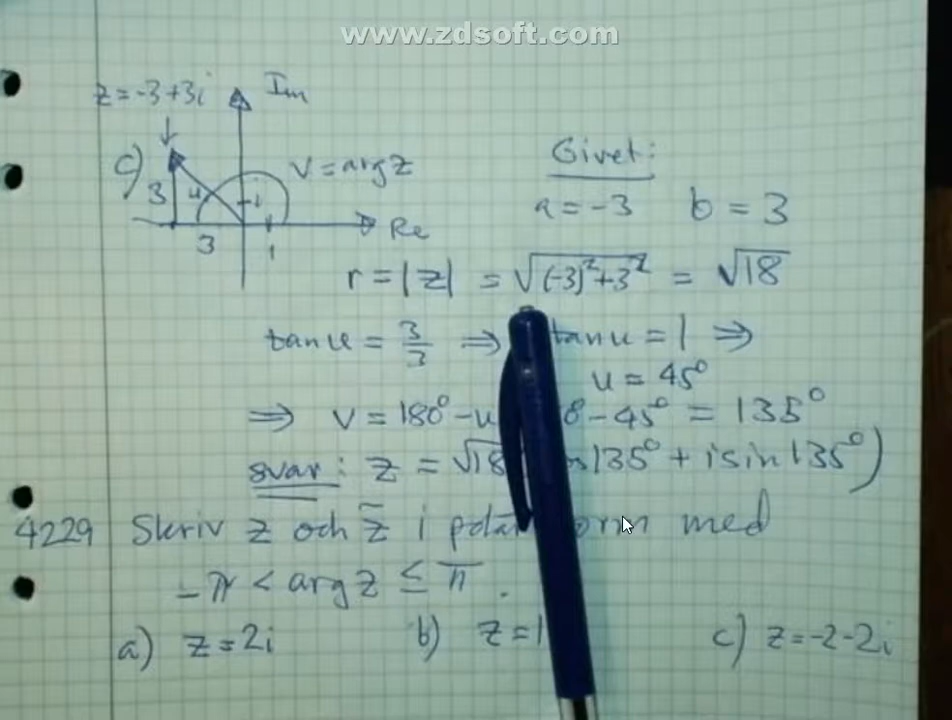 www.zdsoft.com
z=-3+3i
Im
c) 3 u v=arg z
i
3 1 Re
Givet:
a=-3 b=3
r=|z| = √(-3)²+3² = √18
tan u = 3/3 ⇒ tan u = 1 ⇒
u = 45°
⇒ v = 180° - u 8 - 45° = 135°
svar: z = √18 135° + i sin 135°)
4229 Skriv z och z̄ i med
-π < arg z ≤ π.
a) z = 2i b) z = 1 c) z = -2-2i